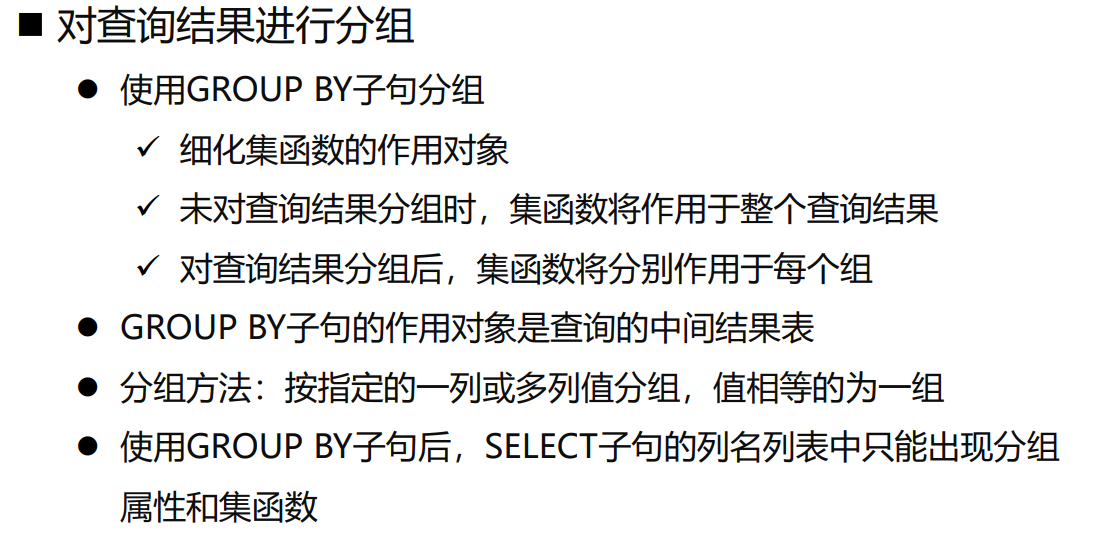 ■ 对查询结果进行分组
● 使用GROUP BY子句分组
✓ 细化集函数的作用对象
✓ 未对查询结果分组时，集函数将作用于整个查询结果
✓ 对查询结果分组后，集函数将分别作用于每个组
● GROUP BY子句的作用对象是查询的中间结果表
● 分组方法：按指定的一列或多列值分组，值相等的为一组
● 使用GROUP BY子句后，SELECT子句的列名列表中只能出现分组
属性和集函数